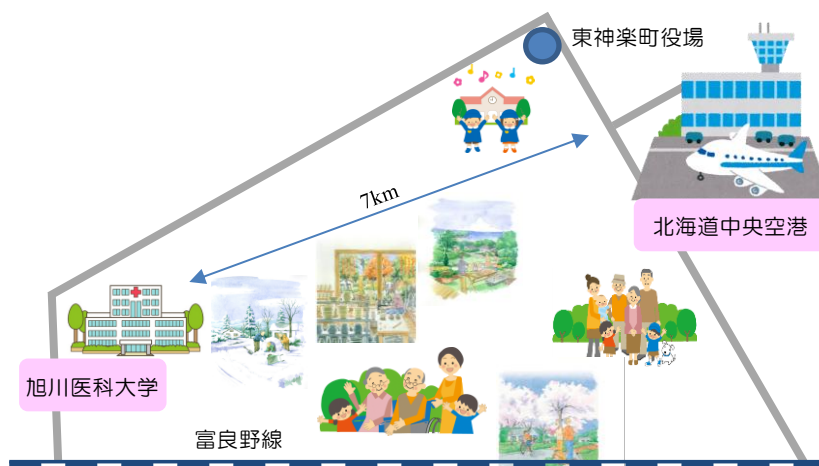 東神楽町役場
7km
北海道中央空港
旭川医科大学
富良野線